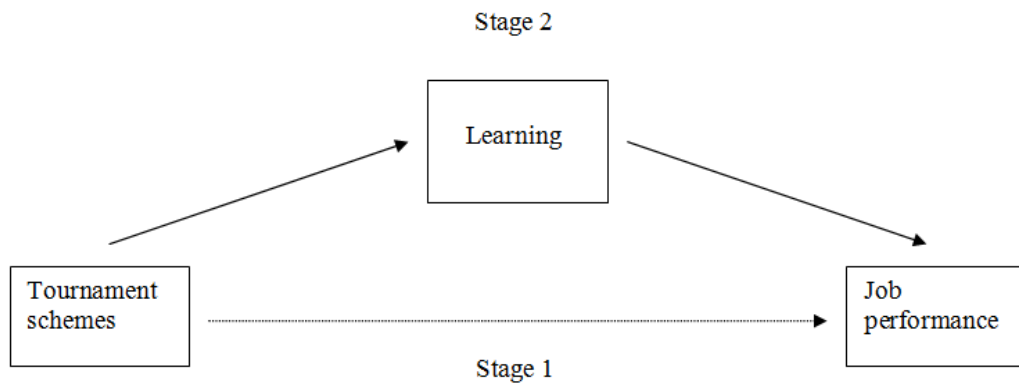 Stage 2
Learning
Tournament
schemes
Job
performance
Stage 1